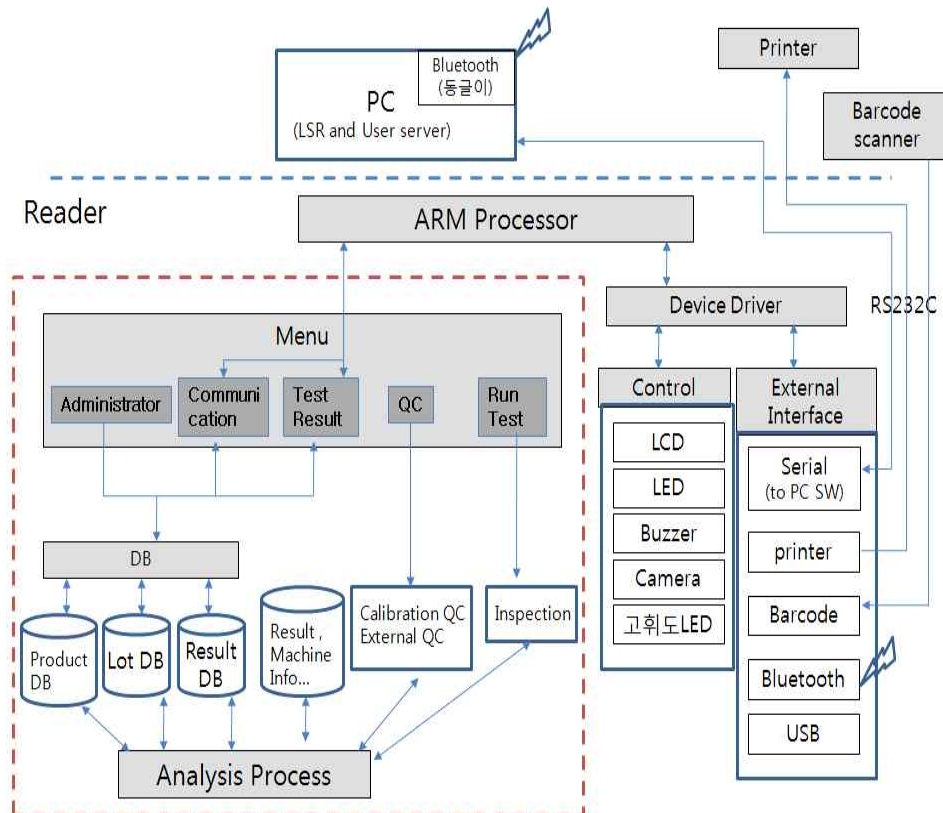 Bluetooth
(동글이)
PC
(LSR and User server)
Printer
Barcode
scanner
Reader
ARM Processor
Device Driver
RS232C
Menu
Administrator
Communi
cation
Test
Result
QC
Run
Test
Control
LCD
LED
Buzzer
Camera
고휘도LED
External
Interface
Serial
(to PC SW)
printer
Barcode
Bluetooth
USB
DB
Product
DB
Lot DB
Result
DB
Result ,
Machine
Info...
Calibration QC
External QC
Inspection
Analysis Process